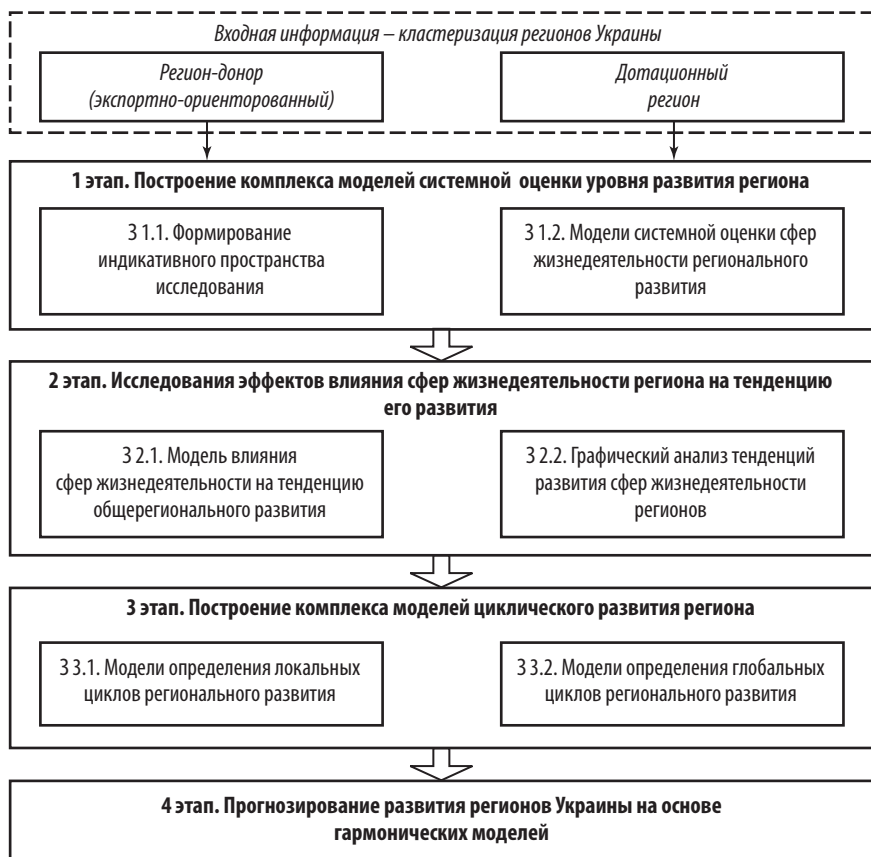 Входная информация – кластеризация регионов Украины
Регион-донор
(экспортно-ориенторованный)
Дотационный
регион
1 этап. Построение комплекса моделей системной оценки уровня развития региона
З 1.1. Формирование
индикативного пространства
исследования
З 1.2. Модели системной оценки сфер
жизнедеятельности регионального
развития
2 этап. Исследования эффектов влияния сфер жизнедеятельности региона на тенденцию
его развития
З 2.1. Модель влияния
сфер жизнедеятельности на тенденцию
общерегионального развития
З 2.2. Графический анализ тенденций
развития сфер жизнедеятельности
регионов
3 этап. Построение комплекса моделей циклического развития региона
З 3.1. Модели определения локальных
циклов регионального развития
З 3.2. Модели определения глобальных
циклов регионального развития
4 этап. Прогнозирование развития регионов Украины на основе
гармонических моделей